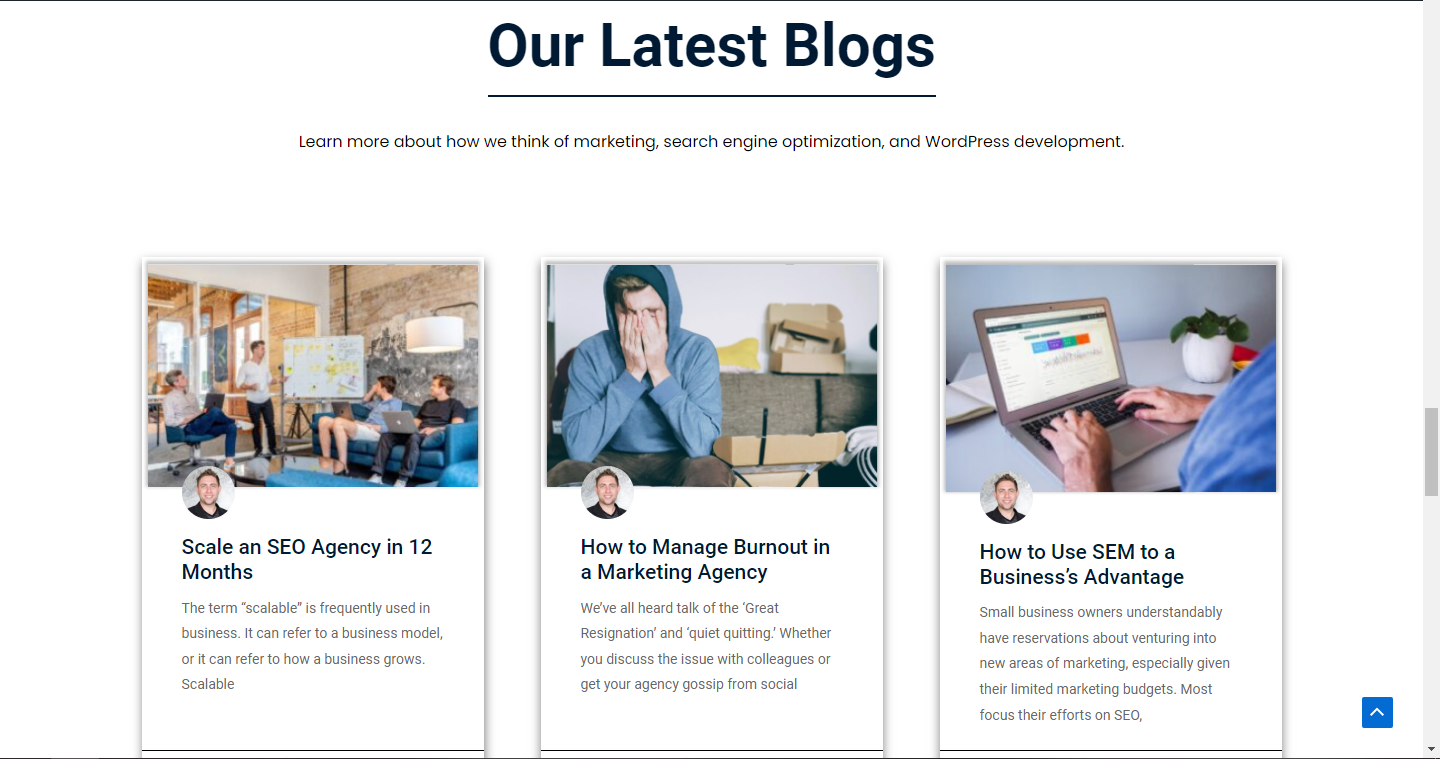 Our Latest Blogs
Learn more about how we think of marketing, search engine optimization, and WordPress development.
Scale an SEO Agency in 12
Months
The term “scalable” is frequently used in
business. It can refer to a business model,
or it can refer to how a business grows.
Scalable
How to Manage Burnout in
a Marketing Agency
We’ve all heard talk of the ‘Great
Resignation’ and ‘quiet quitting.’ Whether
you discuss the issue with colleagues or
get your agency gossip from social
How to Use SEM to a
Business’s Advantage
Small business owners understandably
have reservations about venturing into
new areas of marketing, especially given
their limited marketing budgets. Most
focus their efforts on SEO,